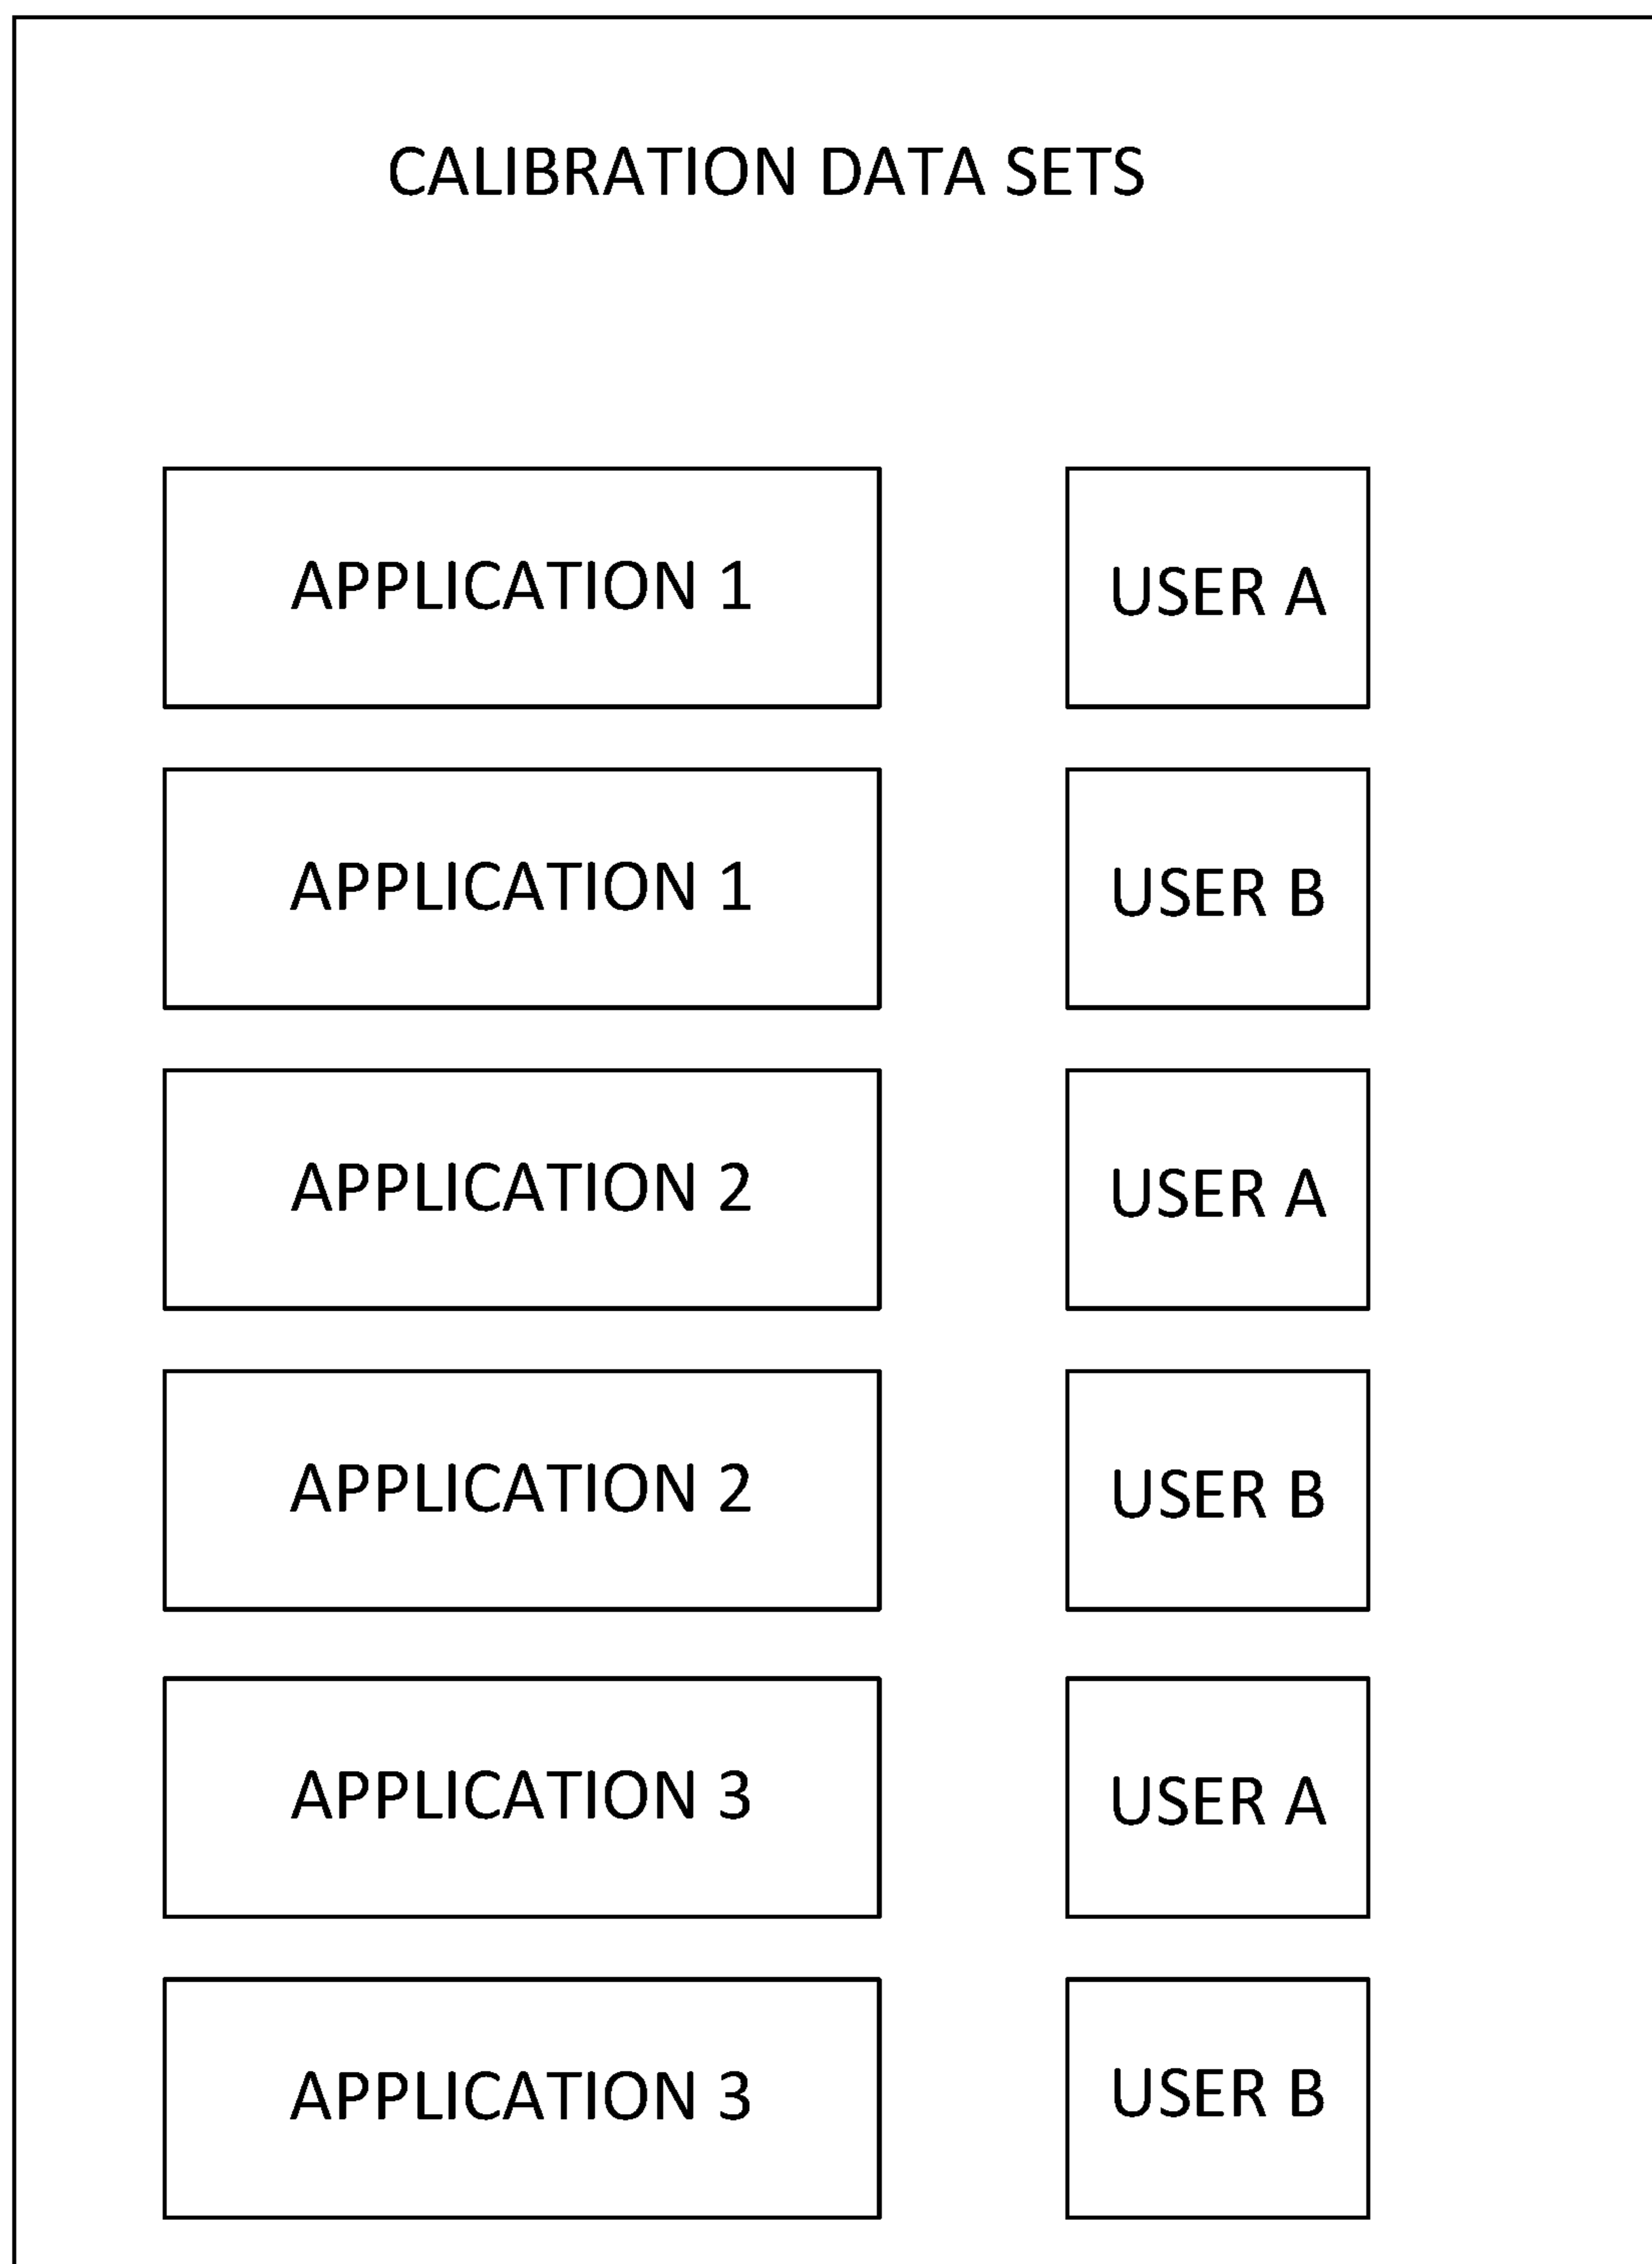 CALIBRATION DATA SETS
APPLICATION 1 USER A
APPLICATION 1 USER B
APPLICATION 2 USER A
APPLICATION 2 USER B
APPLICATION 3 USER A
APPLICATION 3 USER B